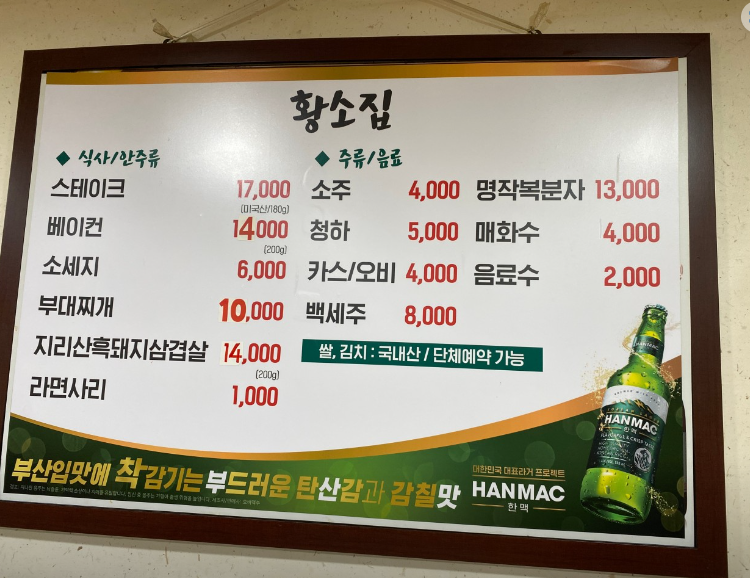 황소집
◆ 식사/안주류
스테이크 17,000
(미국산/180g)
베이컨 14000
(200g)
소세지 6,000
부대찌개 10,000
지리산흑돼지삼겹살 14,000
(200g)
라면사리 1,000
◆ 주류/음료
소주 4,000
청하 5,000
카스/오비 4,000
백세주 8,000
명작복분자 13,000
매화수 4,000
음료수 2,000
쌀, 김치 : 국내산 / 단체예약 가능
부산입맛에 착감기는 부드러운 탄산감과 감칠맛
대한민국 대표라거 프로젝트
HANMAC
한맥
HANMAC
HANMAC
한맥